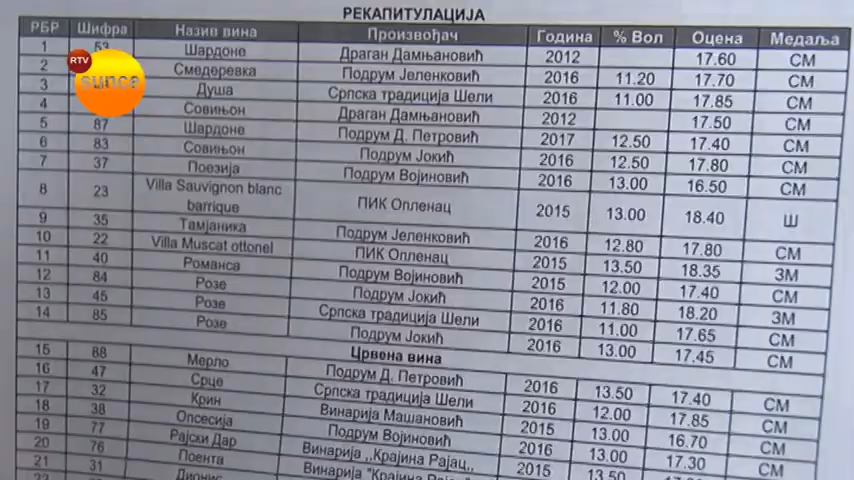 РЕКАПИТУЛАЦИЈА
РБР Шифра Назив вина Произвођач Година % Вол Оцена Медаља
1 53 Шардоне Драган Дамњановић 2012 17.60 СМ
2 Смедеревка Подрум Јеленковић 2016 11.20 17.70 СМ
3 Душа Српска традиција Шели 2016 11.00 17.85 СМ
4 Совињон Драган Дамњановић 2012 17.50 СМ
5 87 Шардоне Подрум Д. Петровић 2017 12.50 17.40 СМ
6 83 Совињон Подрум Јокић 2016 12.50 17.80 СМ
7 37 Поезија Подрум Војиновић 2016 13.00 16.50 СМ
8 23 Villa Sauvignon blanc
barrique ПИК Опленац 2015 13.00 18.40 Ш
9 35 Тамјаника Подрум Јеленковић 2016 12.80 17.80 СМ
10 22 Villa Muscat ottonel ПИК Опленац 2015 13.50 18.35 ЗМ
11 40 Романса Подрум Војиновић 2015 12.00 17.40 СМ
12 84 Розе Подрум Јокић 2016 11.80 18.20 ЗМ
13 45 Розе Српска традиција Шели 2016 11.00 17.65 СМ
14 85 Розе Подрум Јокић 2016 13.00 17.45 СМ
Црвена вина
15 88 Мерло Подрум Д. Петровић 2016 13.50 17.40 СМ
16 47 Срце Српска традиција Шели 2016 12.00 17.85 СМ
17 32 Крин Винарија Машановић 2015 13.00 16.70 СМ
18 38 Опсесија Подрум Војиновић 2016 13.00 17.30 СМ
19 77 Рајски Дар Винарија ,,Крајина Рајац,, 2015 13.50
20 76 Поента Винарија "Крајина
21 31 Дионис
RTV
sunce